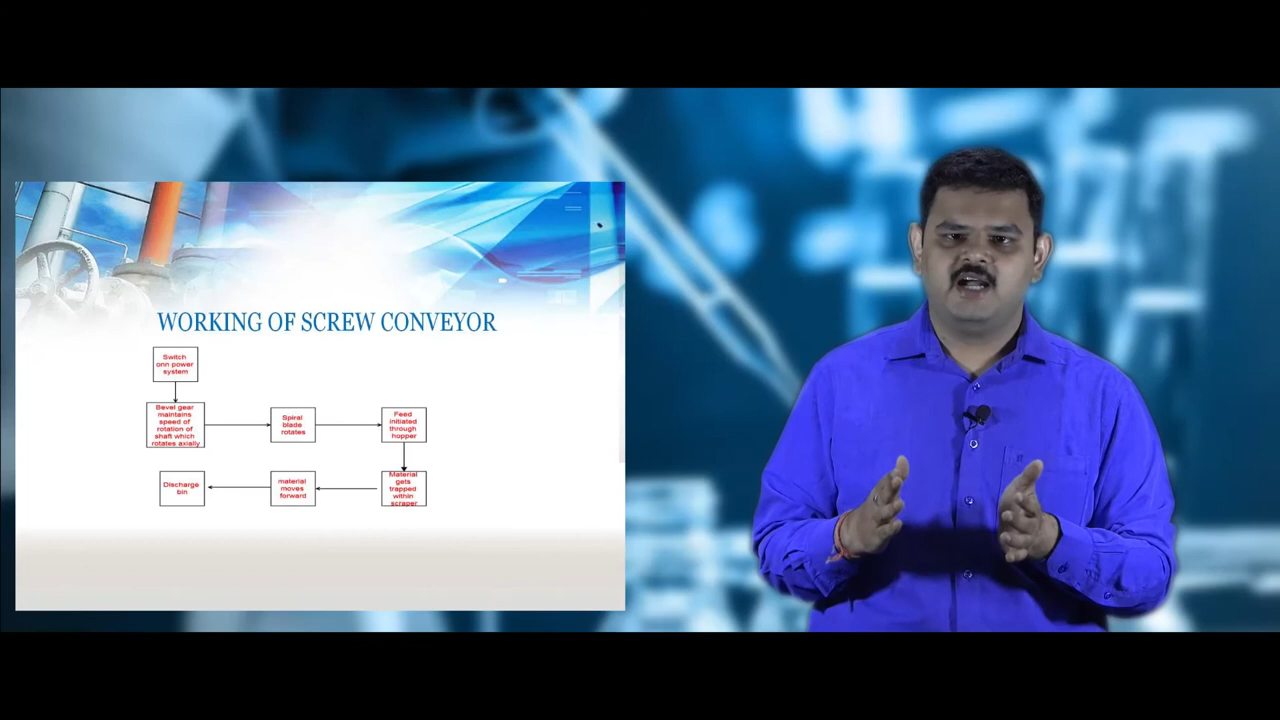 WORKING OF SCREW CONVEYOR
Switch
onn power
system
Bevel gear
maintains
speed of
rotation of
shaft which
rotates axially
Spiral
blade
rotates
Feed
initiated
through
hopper
Material
gets
trapped
within
scraper
material
moves
forward
Discharge
bin